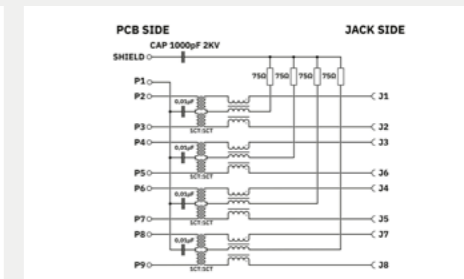 PCB SIDE JACK SIDE
CAP 1000pF 2KV
SHIELD
75Ω 75Ω 75Ω 75Ω
P1
P2 J1
0,01µF
P3 J2
1CT:1CT
P4 J3
0,01µF
P5 J6
1CT:1CT
P6 J4
0,01µF
P7 J5
1CT:1CT
P8 J7
0,01µF
P9 J8
1CT:1CT